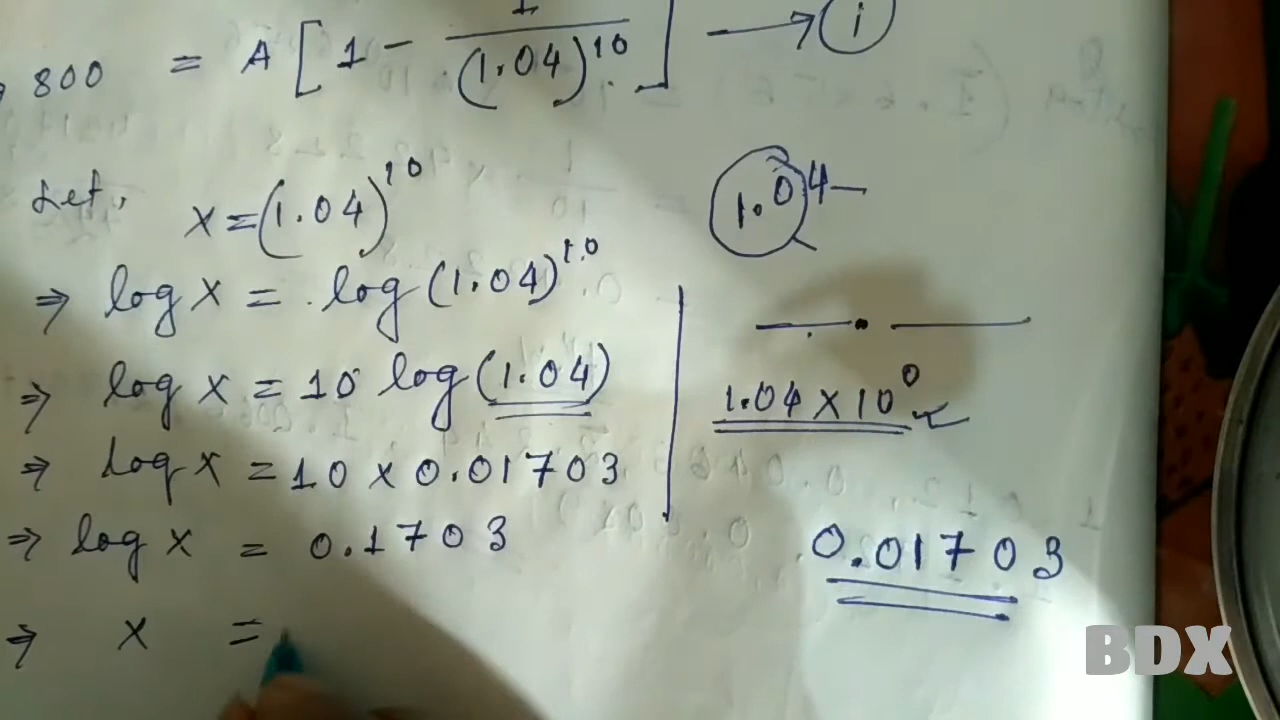 800 = A [ 1 - 1/(1.04)^10 ] → (i)
Let, x = (1.04)^10
⇒ log x = log (1.04)^10
⇒ log x = 10 log (1.04)
⇒ log x = 10 × 0.01703
⇒ log x = 0.1703
⇒ x =
1.04
1.04 × 10^0
0.01703
BDX